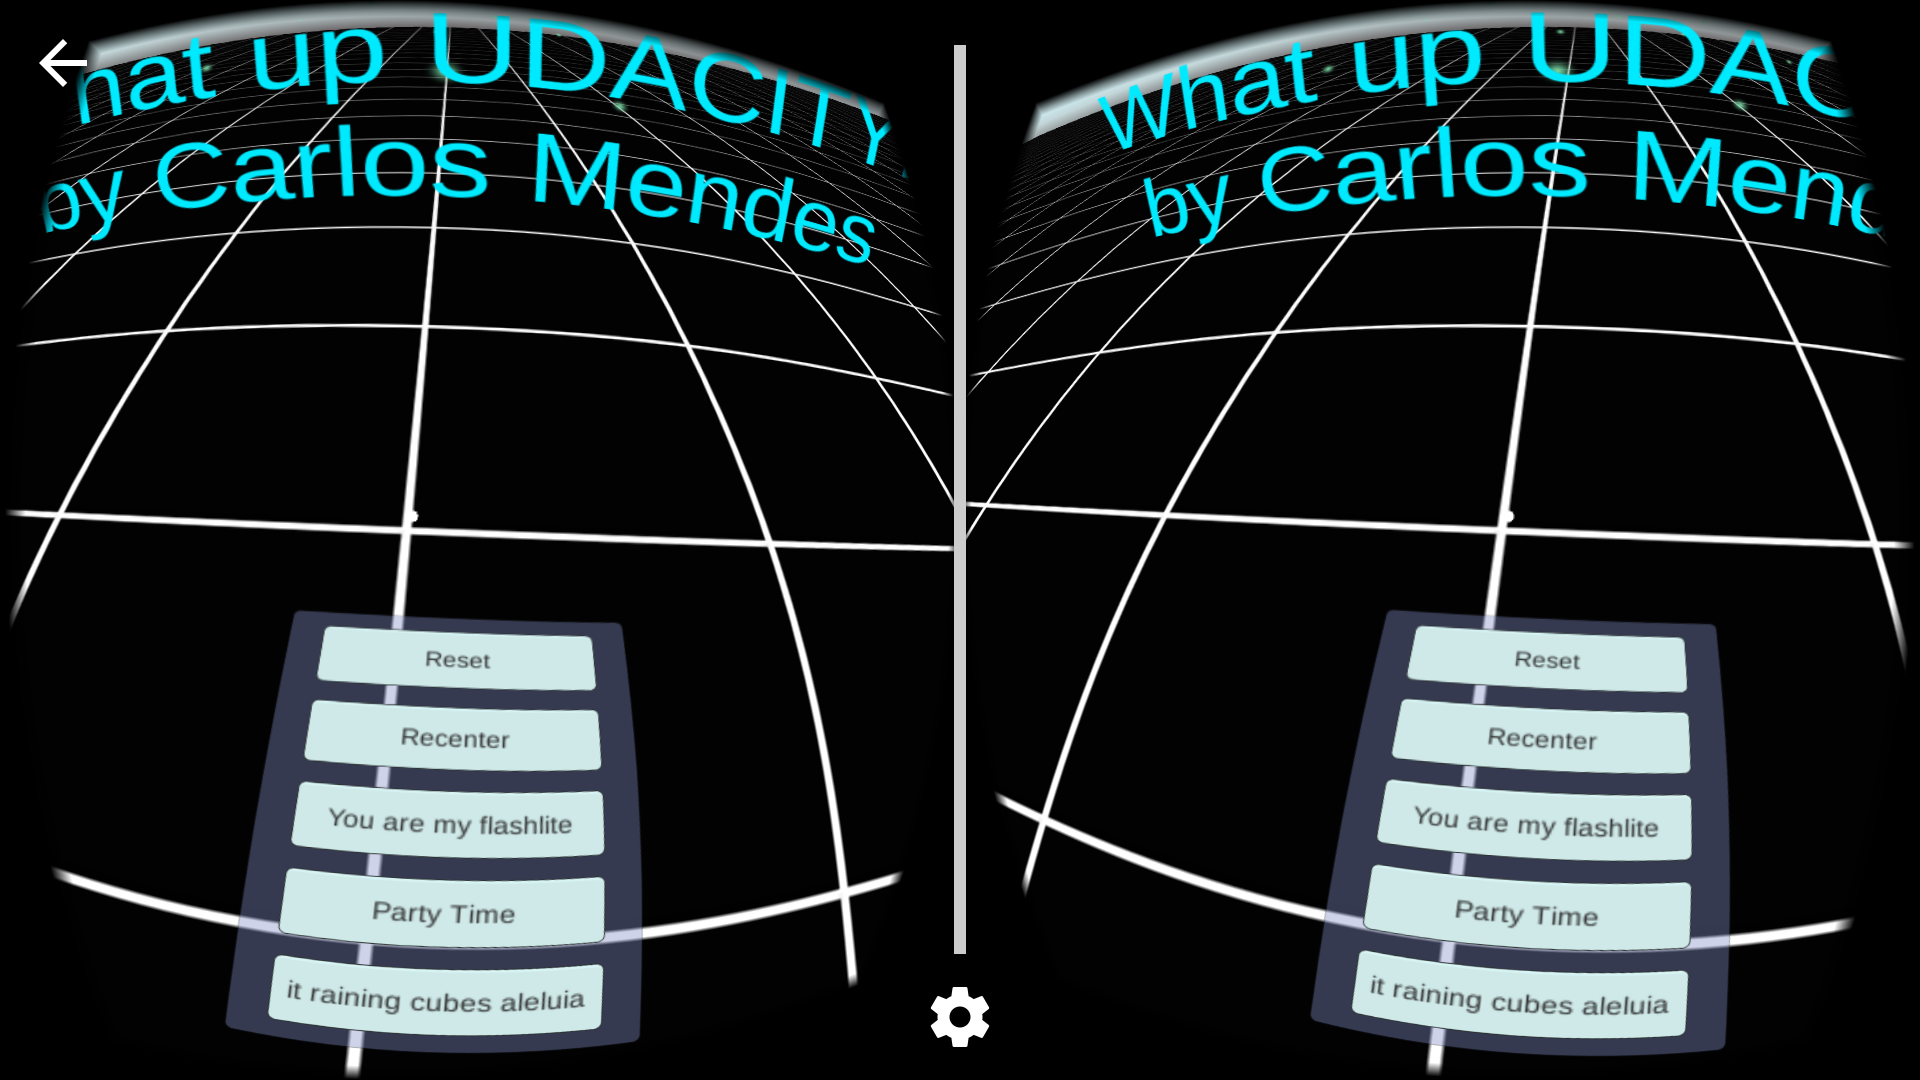 hat up UDACITY
by Carlos Mendes
Reset
Recenter
You are my flashlite
Party Time
it raining cubes aleluia
What up UDAC
by Carlos Mend
Reset
Recenter
You are my flashlite
Party Time
it raining cubes aleluia